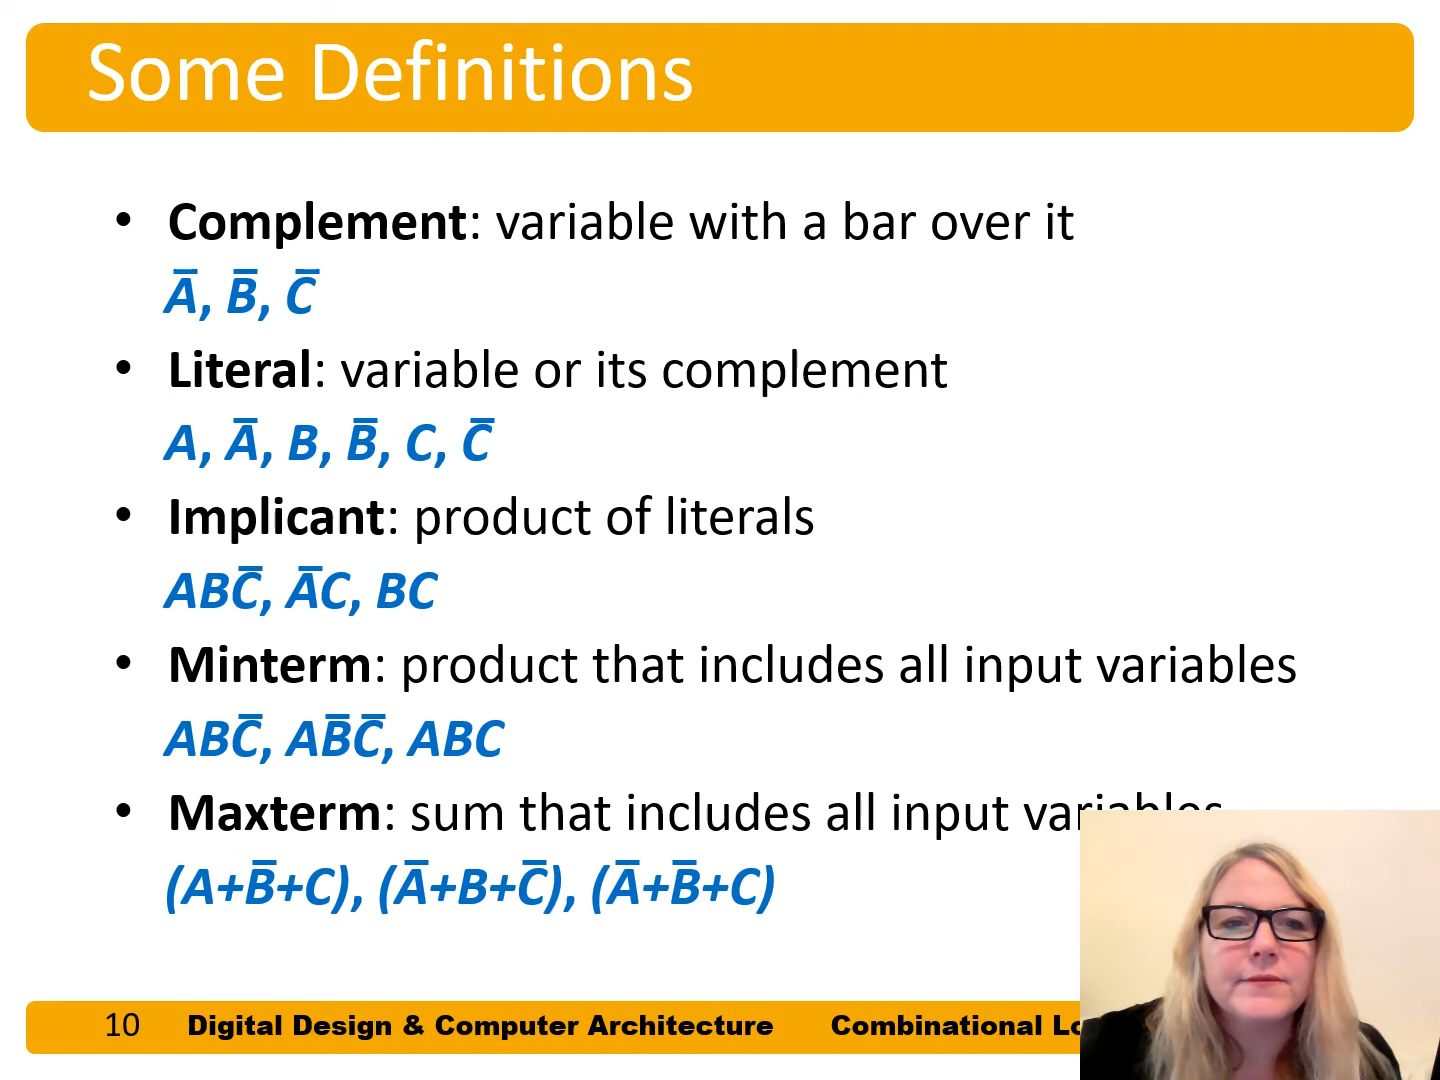 Some Definitions
• Complement: variable with a bar over it
A̅, B̅, C̅
• Literal: variable or its complement
A, A̅, B, B̅, C, C̅
• Implicant: product of literals
ABC̅, A̅C, BC
• Minterm: product that includes all input variables
ABC̅, AB̅C̅, ABC
• Maxterm: sum that includes all input variables
(A+B̅+C), (A̅+B+C̅), (A̅+B̅+C)
10 Digital Design & Computer Architecture Combinational